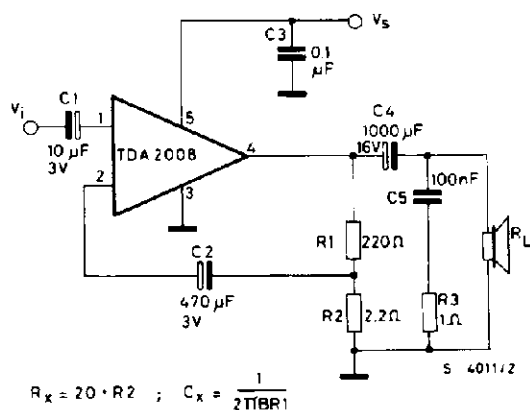 Vs
C3
0.1
µF
Vi
C1
10 µF
3V
1
2
5
4
3
TDA2008
C4
1000 µF
16V
100nF
C5
RL
R1
220Ω
C2
470 µF
3V
R2
2.2Ω
R3
1Ω
S 4011/2
Rx = 20 • R2 ; Cx = 1
2πBR1